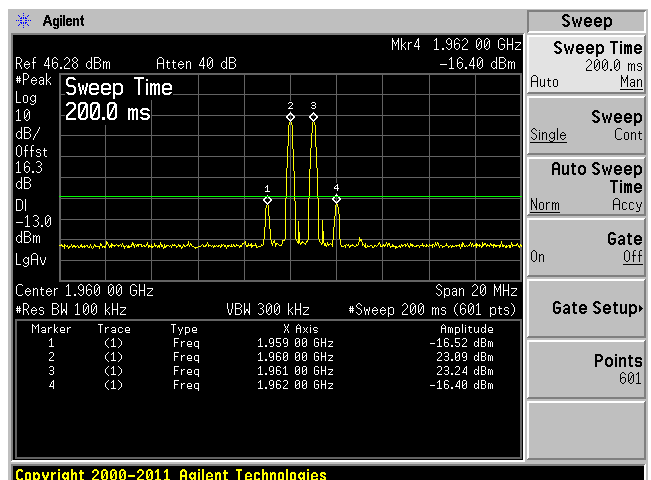 Agilent
Sweep
Mkr4 1.962 00 GHz
Ref 46.28 dBm Atten 40 dB -16.40 dBm
#Peak
Log
10
dB/
Offst
16.3
dB
DI
-13.0
dBm
LgAv
Sweep Time
200.0 ms
2 3
1 4
Center 1.960 00 GHz Span 20 MHz
#Res BW 100 kHz VBW 300 kHz #Sweep 200 ms (601 pts)
Marker Trace Type X Axis Amplitude
1 (1) Freq 1.959 00 GHz -16.52 dBm
2 (1) Freq 1.960 00 GHz 23.09 dBm
3 (1) Freq 1.961 00 GHz 23.24 dBm
4 (1) Freq 1.962 00 GHz -16.40 dBm
Sweep Time
200.0 ms
Auto Man
Sweep
Single Cont
Auto Sweep
Time
Norm Accy
Gate
On Off
Gate Setup
Points
601
Copyright 2000-2011 Agilent Technologies